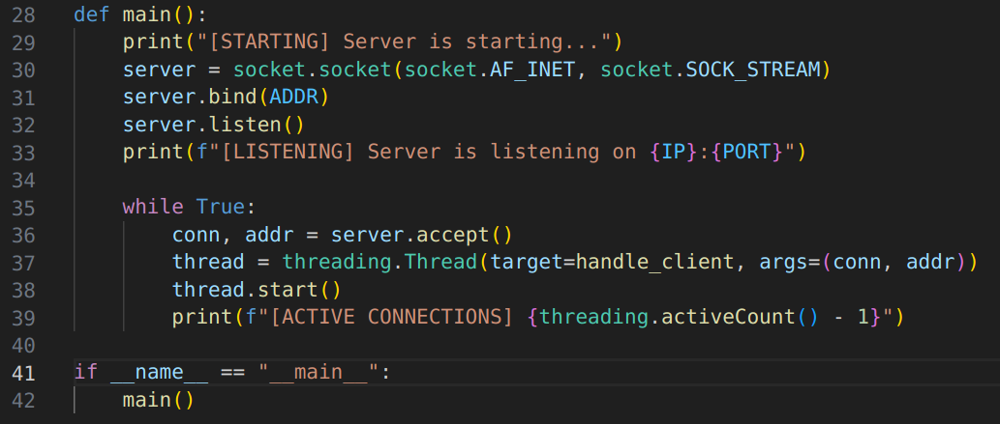 28 def main():
29     print("[STARTING] Server is starting...")
30     server = socket.socket(socket.AF_INET, socket.SOCK_STREAM)
31     server.bind(ADDR)
32     server.listen()
33     print(f"[LISTENING] Server is listening on {IP}:{PORT}")
34
35     while True:
36         conn, addr = server.accept()
37         thread = threading.Thread(target=handle_client, args=(conn, addr))
38         thread.start()
39         print(f"[ACTIVE CONNECTIONS] {threading.activeCount() - 1}")
40
41 if __name__ == "__main__":
42     main()